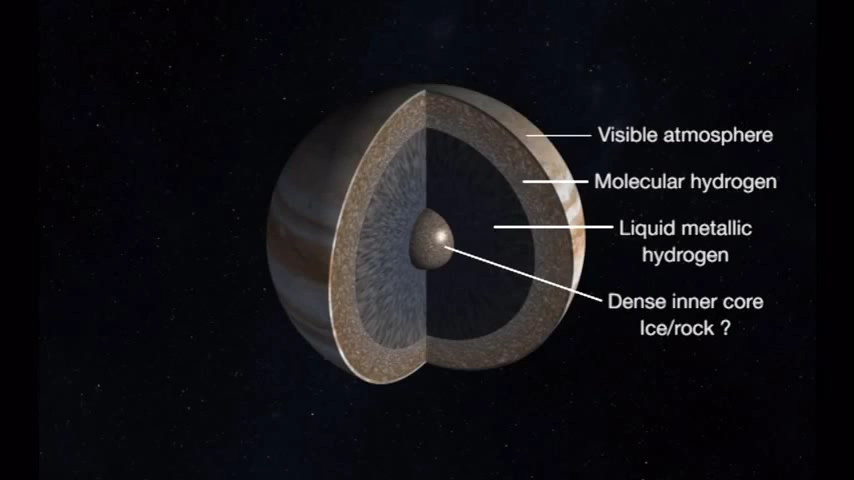 Visible atmosphere
Molecular hydrogen
Liquid metallic
hydrogen
Dense inner core
Ice/rock ?